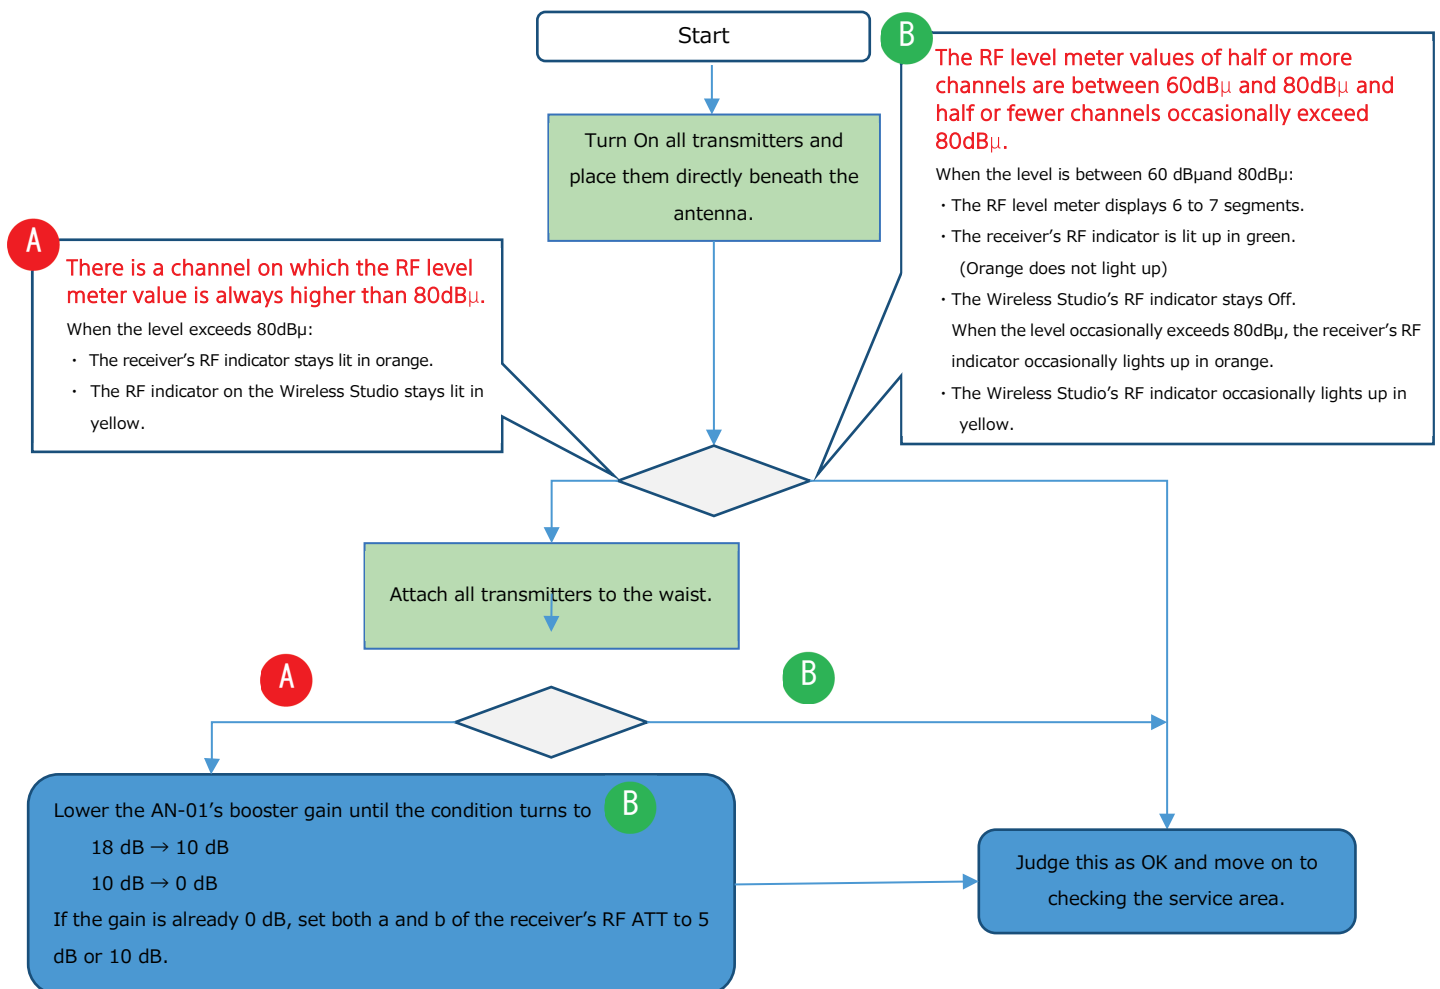 Start
B
The RF level meter values of half or more
channels are between 60dBμ and 80dBμ and
half or fewer channels occasionally exceed
80dBμ.
When the level is between 60 dBμand 80dBμ:
・The RF level meter displays 6 to 7 segments.
・The receiver's RF indicator is lit up in green.
(Orange does not light up)
・The Wireless Studio's RF indicator stays Off.
When the level occasionally exceeds 80dBμ, the receiver's RF
indicator occasionally lights up in orange.
・The Wireless Studio's RF indicator occasionally lights up in
yellow.
Turn On all transmitters and
place them directly beneath the
antenna.
A
There is a channel on which the RF level
meter value is always higher than 80dBμ.
When the level exceeds 80dBμ:
・ The receiver's RF indicator stays lit in orange.
・ The RF indicator on the Wireless Studio stays lit in
yellow.
Attach all transmitters to the waist.
A
B
Lower the AN-01's booster gain until the condition turns to B
18 dB → 10 dB
10 dB → 0 dB
If the gain is already 0 dB, set both a and b of the receiver's RF ATT to 5
dB or 10 dB.
Judge this as OK and move on to
checking the service area.